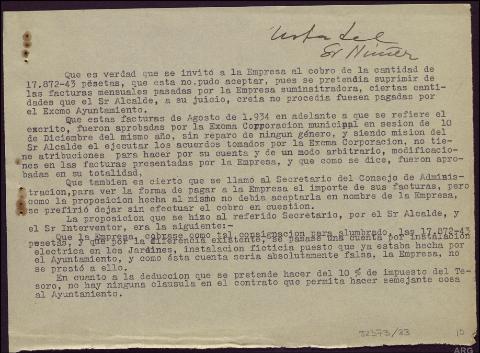 Nota del
Sr Núñez
Que es verdad que se invitó a la Empresa al cobro de la cantidad de
17.872-43 pésetas, que esta no.pudo aceptar, pues se pretendia suprimir de
las facturas mensuales pasadas por la Empresa suministradora, ciertas canti-
dades que el Sr Alcalde, a su juicio, creia no procedia fuesen pagadas por
el Excmo Ayuntamiento.
Que estas facturas de Agosto de 1.934 en adelante a que se refiere el
escrito, fueron aprobadas por la Exoma Corporacion municipal en sesion de 10
de Diciembre del mismo año, sin reparo de ningun género, y siendo mision del
Sr Alcalde el ejecutar los acuerdos tomados por la Exoma Corporacion, no tie-
ne atribuciones para hacer por su cuenta y de un modo arbitrario, modificacio-
nes en las facturas presentadas por la Empresa, y que como se dice, fueron apro-
badas en su totalidad,
Que tambien es cierto que se llamó al Secretario del Consejo de Adminis-
tracion,para ver la forma de pagar a la Empresa el importe de sus facturas, pero
como la proposicion hecha al mismo no debia aceptarla en nombre de la Empresa,
se prefirió dejar sin efectuar el cobro en cuestion.
La proposicion que se hizo al referido Secretario, por el Sr Alcalde, y
el Sr Interventor, era la siguiente:-
Que la Empresa, cobrase como tal consignacion para alumbrado, las 17.872-43
pesetas, y que por la diferencia existente, se pasase una cuenta por instalacion
electrica en los Jardines, instalacion ficticia puesto que ya estaba hecha por
el Ayuntamiento, y como ésta cuenta seria absolutamente falsa, la Empresa, no
se prestó a ello.
En cuanto a la deduccion que se pretende hacer del 10 % de impuesto del Te-
soro, no hay ninguna clausula en el contrato que permita hacer semejante cosa
al Ayuntamiento.
10
ARG